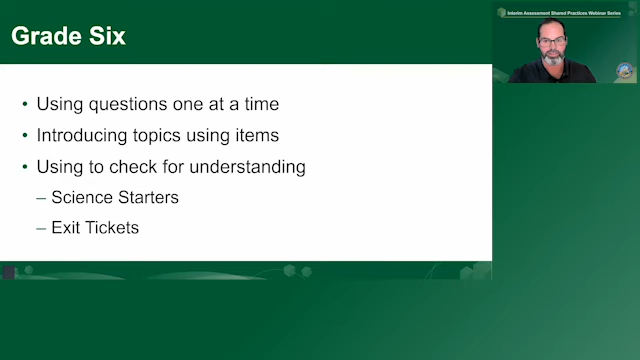 Interim Assessment Shared Practices Webinar Series
Grade Six
• Using questions one at a time
• Introducing topics using items
• Using to check for understanding
– Science Starters
– Exit Tickets